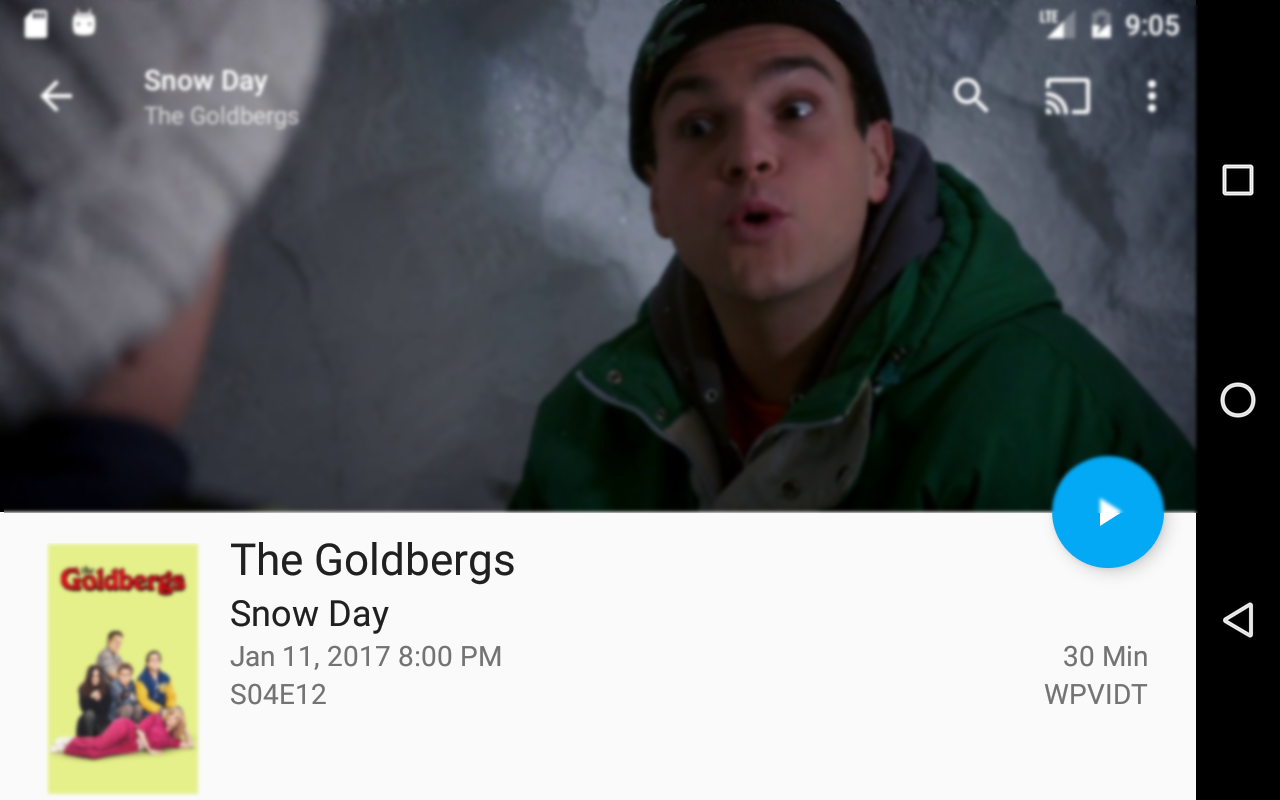 LTE 9:05
Snow Day
The Goldbergs
the Goldbergs
The Goldbergs
Snow Day
Jan 11, 2017 8:00 PM
30 Min
S04E12
WPVIDT